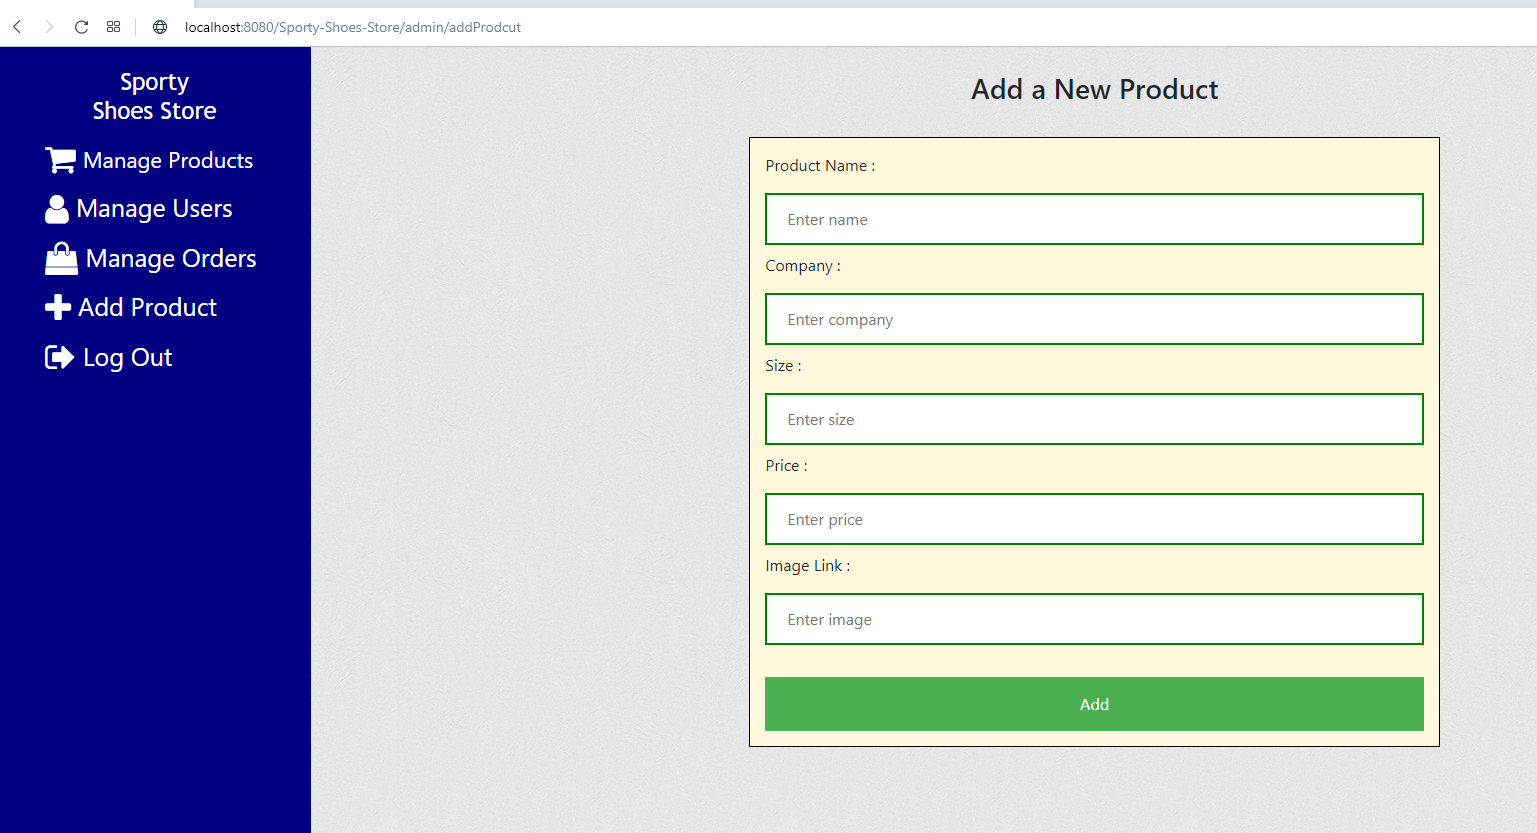 localhost:8080/Sporty-Shoes-Store/admin/addProdcut
Sporty
Shoes Store
Manage Products
Manage Users
Manage Orders
Add Product
Log Out
Add a New Product
Product Name :
Enter name
Company :
Enter company
Size :
Enter size
Price :
Enter price
Image Link :
Enter image
Add